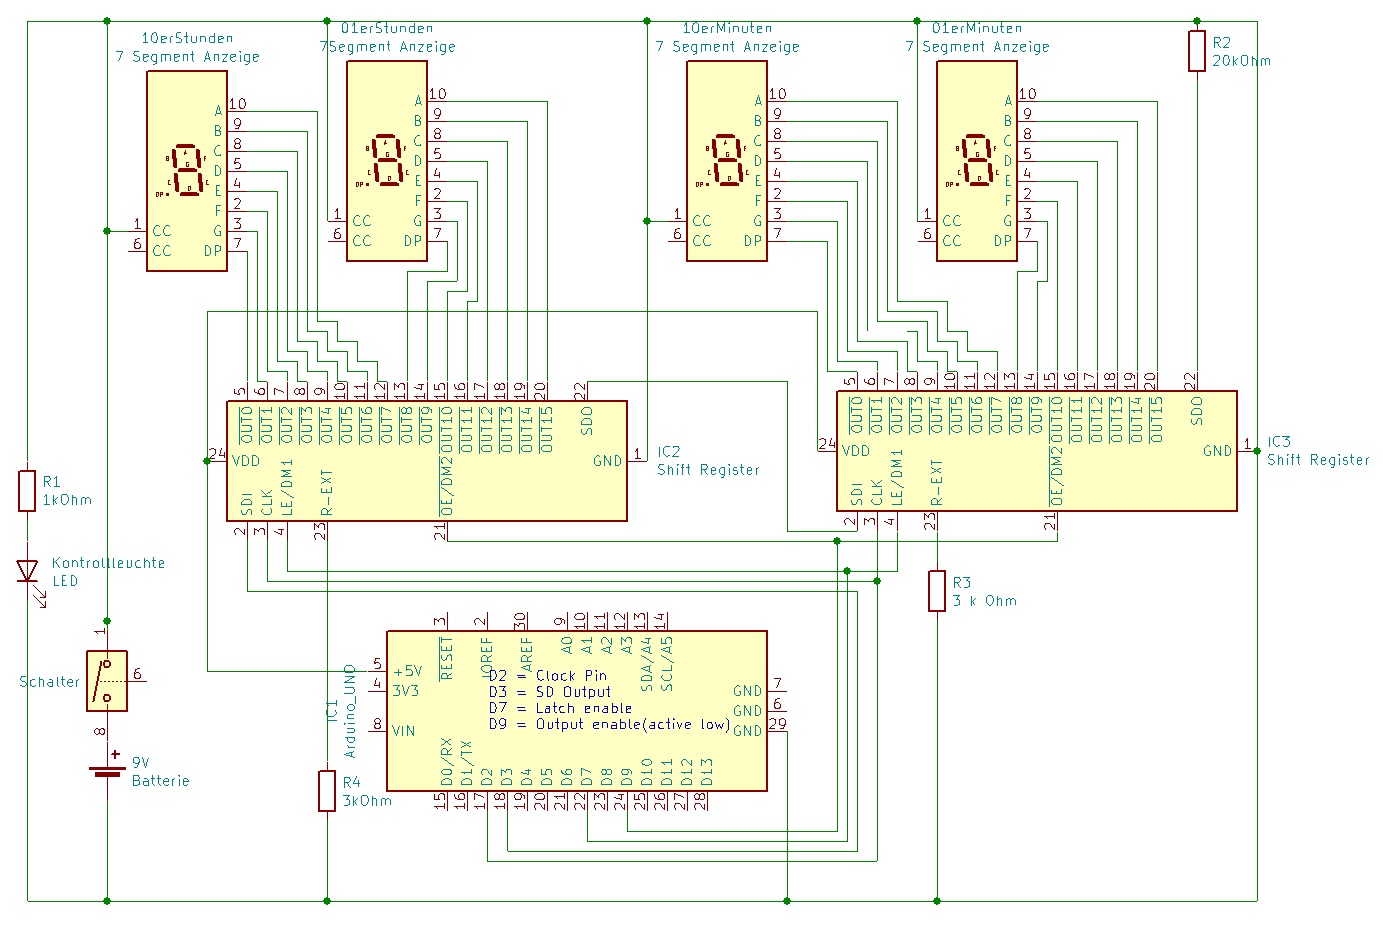 10erStunden
7 Segment Anzeige
01erStunden
7Segment Anzeige
10erMinuten
7 Segment Anzeige
01erMinuten
7 Segment Anzeige
R2
20kOhm
A 10
B 9
C 8
D 5
E 4
F 2
G 3
DP 7
1 CC
6 CC
A 10
B 9
C 8
D 5
E 4
F 2
G 3
DP 7
1 CC
6 CC
A 10
B 9
C 8
D 5
E 4
F 2
G 3
DP 7
1 CC
6 CC
A 10
B 9
C 8
D 5
E 4
F 2
G 3
DP 7
1 CC
6 CC
5 6 7 8 9 10 11 12 13 14 15 16 17 18 19 20 22
OUT0 OUT1 OUT2 OUT3 OUT4 OUT5 OUT6 OUT7 OUT8 OUT9 OUT10 OUT11 OUT12 OUT13 OUT14 OUT15 SDO
24 VDD
GND 1
SDI CLK LE/DM1 R-EXT OE/DM2
2 3 4 23 21
IC2
Shift Register
5 6 7 8 9 10 11 12 13 14 15 16 17 18 19 20 22
OUT0 OUT1 OUT2 OUT3 OUT4 OUT5 OUT6 OUT7 OUT8 OUT9 OUT10 OUT11 OUT12 OUT13 OUT14 OUT15 SDO
24 VDD
GND 1
SDI CLK LE/DM1 R-EXT OE/DM2
2 3 4 23 21
IC3
Shift Register
R1
1kOhm
Kontrollleuchte
LED
R3
3 k Ohm
1
Schalter
6
8
+
9V
Batterie
R4
3kOhm
IC1
Arduino_UNO
3 2 30 9 10 11 12 13 14
RESET IOREF AREF A0 A1 A2 A3 SDA/A4 SCL/A5
5 +5V
4 3V3
8 VIN
D2 = Clock Pin
D3 = SD Output
D7 = Latch enable
D9 = Output enable(active low)
GND 7
GND 6
GND 29
D0/RX D1/TX D2 D3 D4 D5 D6 D7 D8 D9 D10 D11 D12 D13
15 16 17 18 19 20 21 22 23 24 25 26 27 28